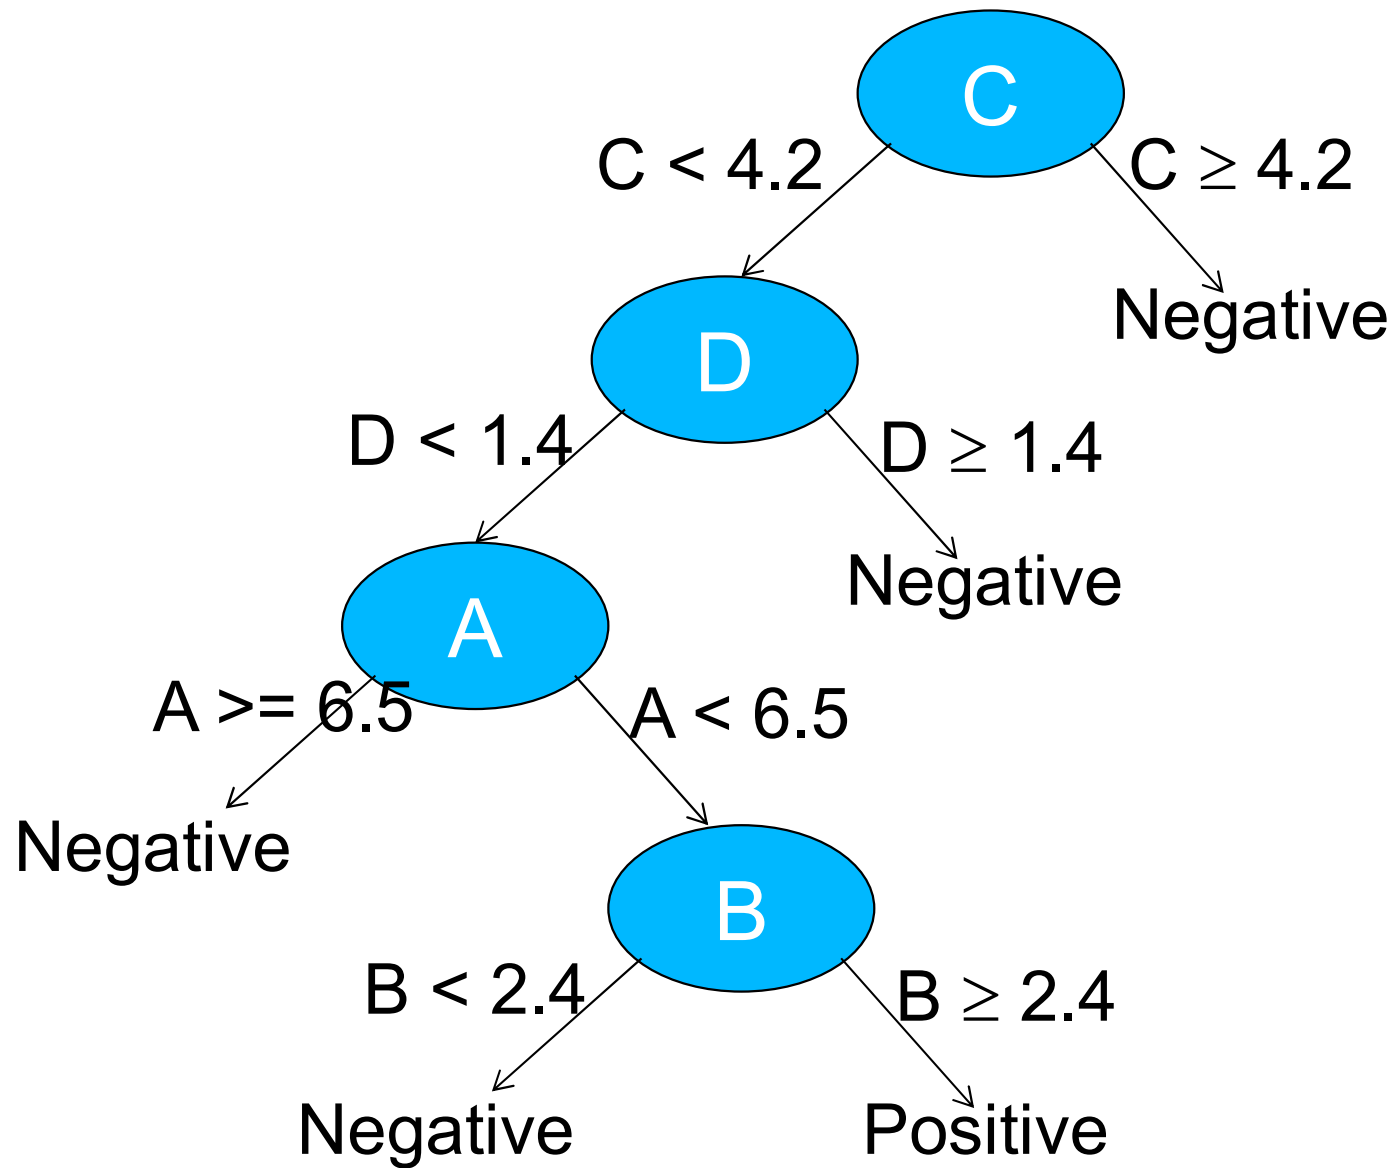 C
C < 4.2
C ≥ 4.2
Negative
D
D < 1.4
D ≥ 1.4
Negative
A
A >= 6.5
A < 6.5
Negative
B
B < 2.4
B ≥ 2.4
Negative
Positive